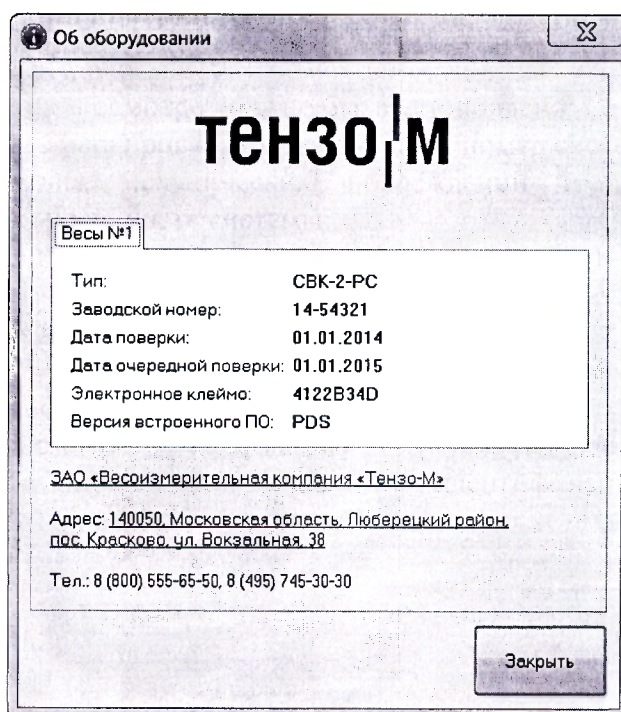 Об оборудовании
тензо м
Весы №1
Тип: СВК-2-РС
Заводской номер: 14-54321
Дата поверки: 01.01.2014
Дата очередной поверки: 01.01.2015
Электронное клеймо: 4122B34D
Версия встроенного ПО: PDS
ЗАО «Весоизмерительная компания «Тензо-М»
Адрес: 140050, Московская область, Люберецкий район,
пос. Красково, ул. Вокзальная, 38
Тел.: 8 (800) 555-65-50, 8 (495) 745-30-30
Закрыть